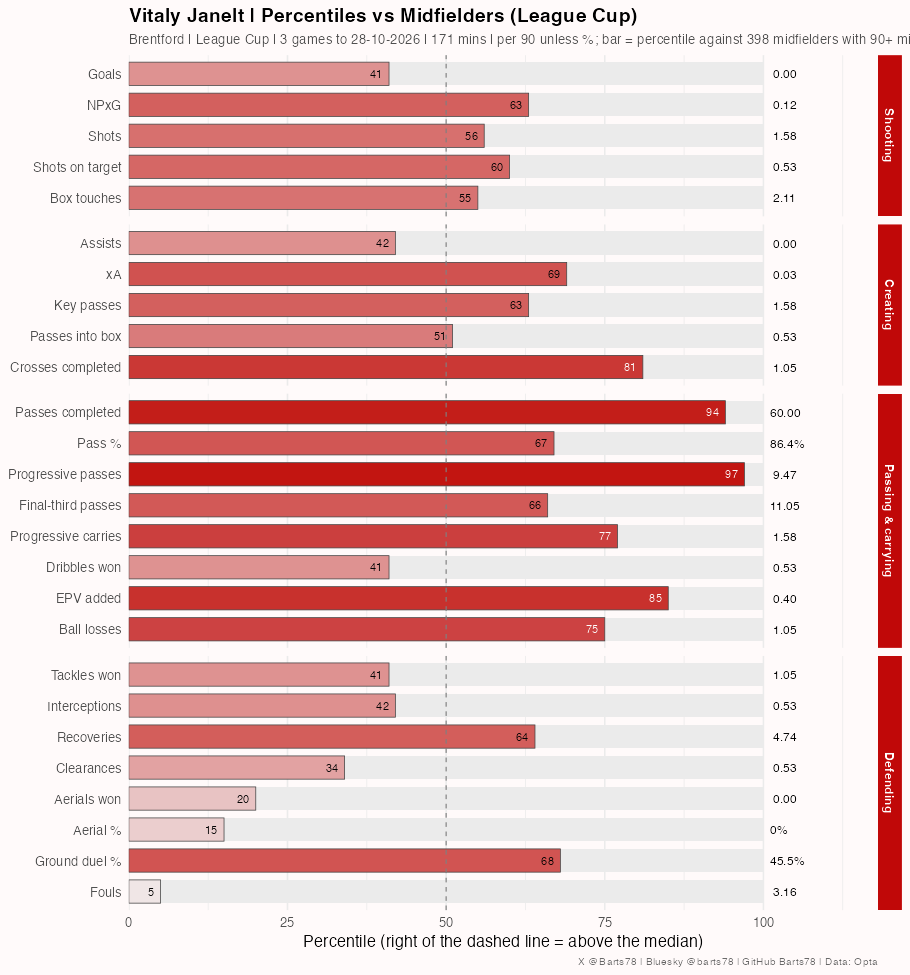 Vitaly Janelt | Percentiles vs Midfielders (League Cup)
Brentford | League Cup | 3 games to 28-10-2026 | 171 mins | per 90 unless %; bar = percentile against 398 midfielders with 90+ mi
Goals 41 0.00
NPxG 63 0.12
Shots 56 1.58
Shots on target 60 0.53
Box touches 55 2.11
Shooting
Assists 42 0.00
xA 69 0.03
Key passes 63 1.58
Passes into box 51 0.53
Crosses completed 81 1.05
Creating
Passes completed 94 60.00
Pass % 67 86.4%
Progressive passes 97 9.47
Final-third passes 66 11.05
Progressive carries 77 1.58
Dribbles won 41 0.53
EPV added 85 0.40
Ball losses 75 1.05
Passing & carrying
Tackles won 41 1.05
Interceptions 42 0.53
Recoveries 64 4.74
Clearances 34 0.53
Aerials won 20 0.00
Aerial % 15 0%
Ground duel % 68 45.5%
Fouls 5 3.16
Defending
0 25 50 75 100
Percentile (right of the dashed line = above the median)
X @Barts78 | Bluesky @barts78 | GitHub Barts78 | Data: Opta